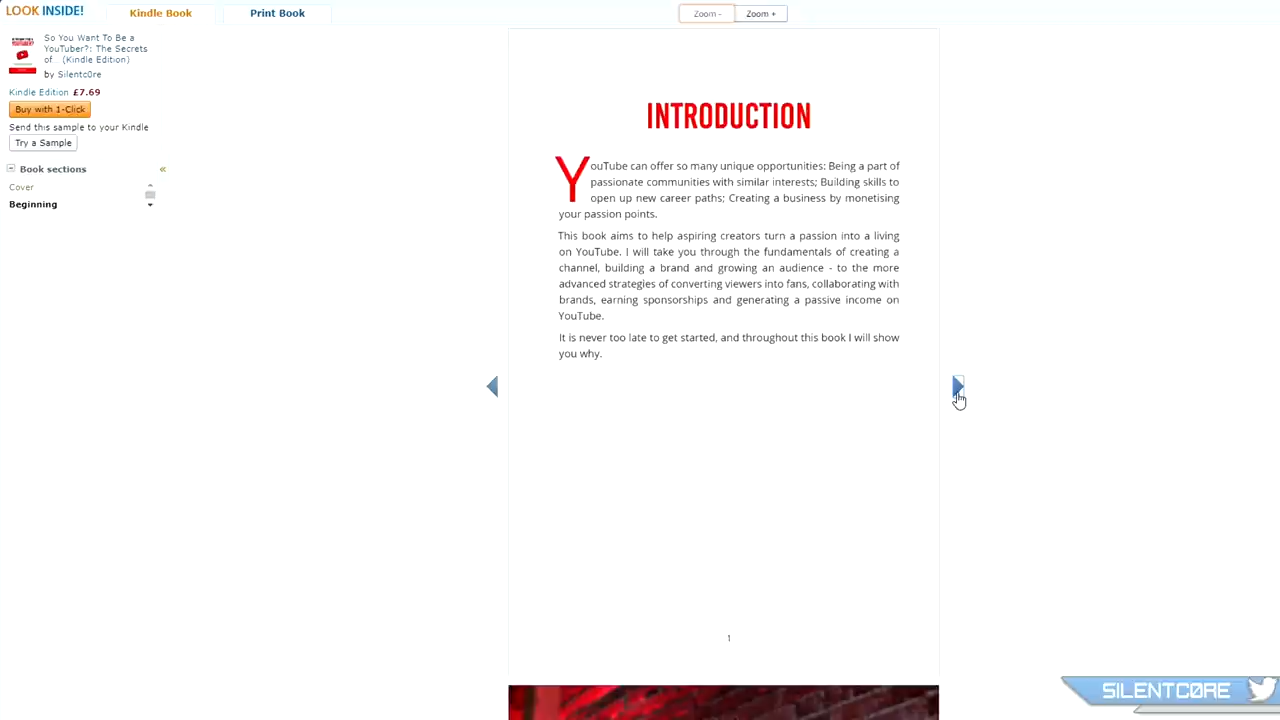 LOOK INSIDE!
Kindle Book
Print Book
Zoom -
Zoom +
So You Want To Be a
YouTuber?: The Secrets
of... (Kindle Edition)
by Silentc0re
Kindle Edition £7.69
Buy with 1-Click
Send this sample to your Kindle
Try a Sample
Book sections
«
Cover
Beginning
INTRODUCTION
YouTube can offer so many unique opportunities: Being a part of
passionate communities with similar interests; Building skills to
open up new career paths; Creating a business by monetising
your passion points.
This book aims to help aspiring creators turn a passion into a living
on YouTube. I will take you through the fundamentals of creating a
channel, building a brand and growing an audience - to the more
advanced strategies of converting viewers into fans, collaborating with
brands, earning sponsorships and generating a passive income on
YouTube.
It is never too late to get started, and throughout this book I will show
you why.
1
SILENTC0RE